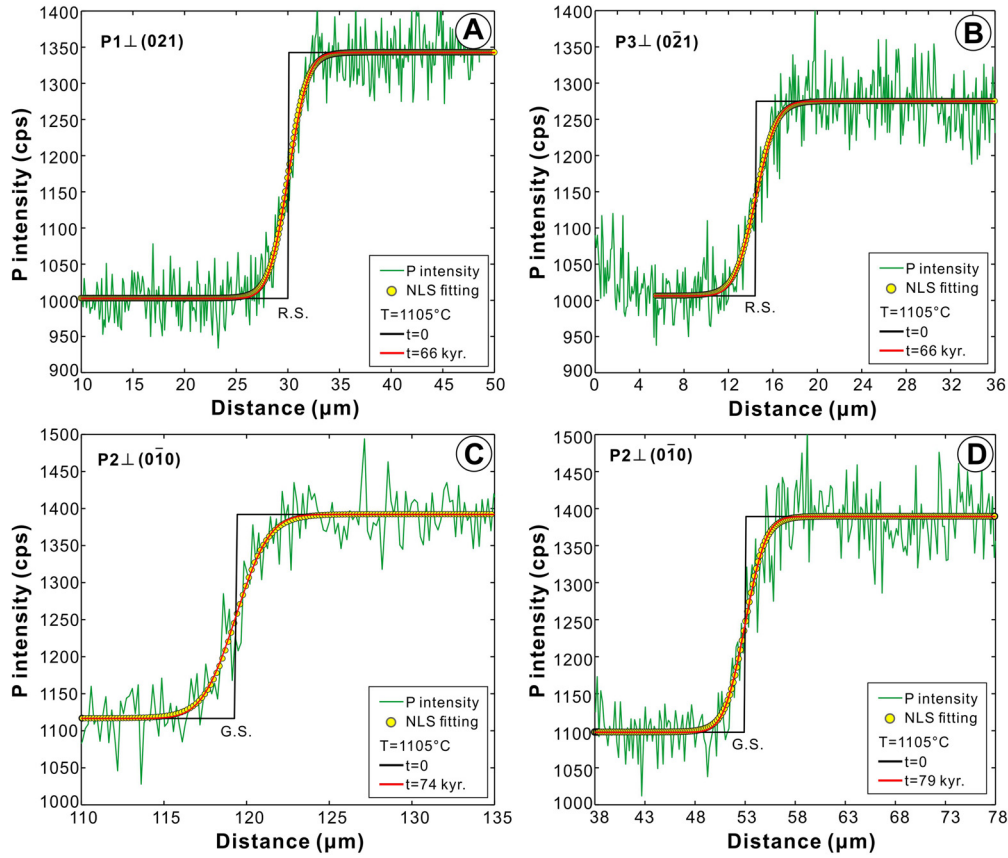 P1⊥(021)
A
P intensity (cps)
1400
1350
1300
1250
1200
1150
1100
1050
1000
950
900
R.S.
P intensity
NLS fitting
T=1105°C
t=0
t=66 kyr.
10 15 20 25 30 35 40 45 50
Distance (µm)
P3⊥(02̄1)
B
P intensity (cps)
1400
1350
1300
1250
1200
1150
1100
1050
1000
950
900
R.S.
P intensity
NLS fitting
T=1105°C
t=0
t=66 kyr.
0 4 8 12 16 20 24 28 32 36
Distance (µm)
P2⊥(01̄0)
C
P intensity (cps)
1500
1450
1400
1350
1300
1250
1200
1150
1100
1050
1000
G.S.
P intensity
NLS fitting
T=1105°C
t=0
t=74 kyr.
110 115 120 125 130 135
Distance (µm)
P2⊥(01̄0)
D
P intensity (cps)
1500
1450
1400
1350
1300
1250
1200
1150
1100
1050
1000
G.S.
P intensity
NLS fitting
T=1105°C
t=0
t=79 kyr.
38 43 48 53 58 63 68 73 78
Distance (µm)